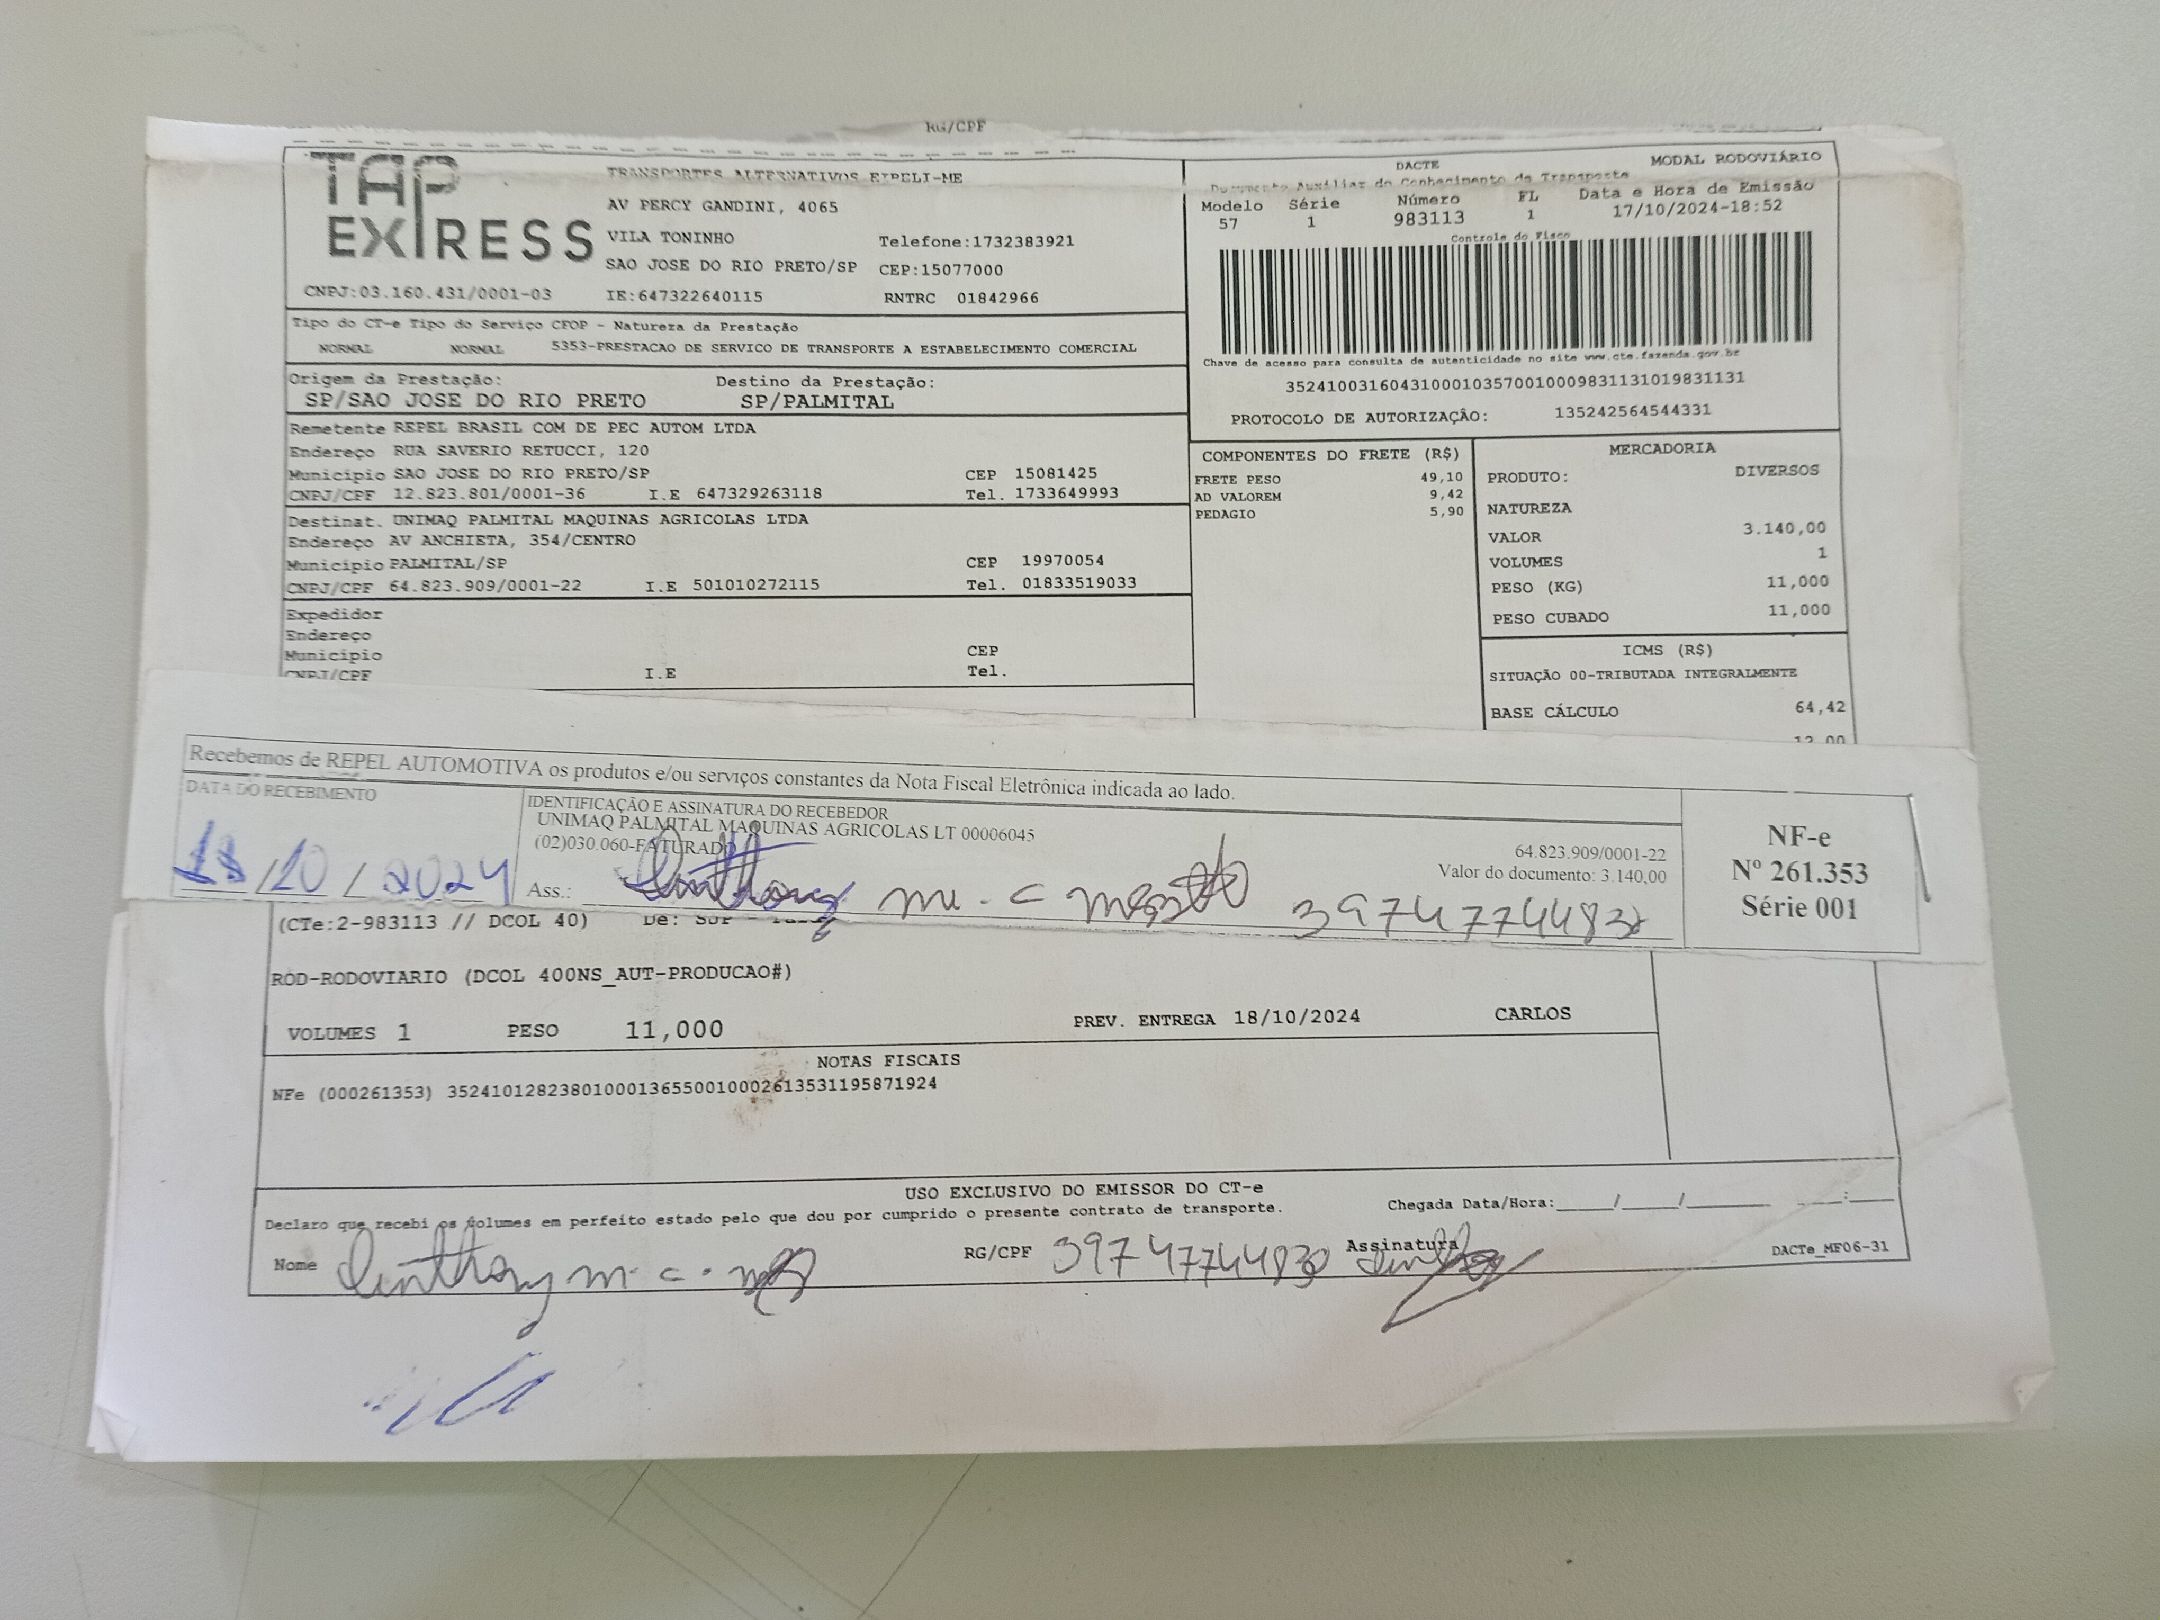 RG/CPF
TAP EXPRESS
TRANSPORTES ALTERNATIVOS EIRELI-ME
AV PERCY GANDINI, 4065
VILA TONINHO Telefone:1732383921
SAO JOSE DO RIO PRETO/SP CEP:15077000
CNPJ:03.160.431/0001-03 IE:647322640115 RNTRC 01842966
DACTE MODAL RODOVIÁRIO
Documento Auxiliar do Conhecimento de Transporte
Modelo Série Número FL Data e Hora de Emissão
57 1 983113 1 17/10/2024-18:52
Controle do Fisco
Chave de acesso para consulta de autenticidade no site www.cte.fazenda.gov.br
35241003160431000103570010009831131019831131
PROTOCOLO DE AUTORIZAÇÂO: 135242564544331
Tipo do CT-e Tipo do Serviço CFOP - Natureza da Prestação
NORMAL NORMAL 5353-PRESTACAO DE SERVICO DE TRANSPORTE A ESTABELECIMENTO COMERCIAL
Origem da Prestação: Destino da Prestação:
SP/SAO JOSE DO RIO PRETO SP/PALMITAL
Remetente REPEL BRASIL COM DE PEC AUTOM LTDA
Endereço RUA SAVERIO RETUCCI, 120
Municipio SAO JOSE DO RIO PRETO/SP CEP 15081425
CNPJ/CPF 12.823.801/0001-36 I.E 647329263118 Tel. 1733649993
Destinat. UNIMAQ PALMITAL MAQUINAS AGRICOLAS LTDA
Endereço AV ANCHIETA, 354/CENTRO
Municipio PALMITAL/SP CEP 19970054
CNPJ/CPF 64.823.909/0001-22 I.E 501010272115 Tel. 01833519033
Expedidor
Endereço
Municipio CEP
CNPJ/CPF I.E Tel.
COMPONENTES DO FRETE (R$)
FRETE PESO 49,10
AD VALOREM 9,42
PEDAGIO 5,90
MERCADORIA
PRODUTO: DIVERSOS
NATUREZA
VALOR 3.140,00
VOLUMES 1
PESO (KG) 11,000
PESO CUBADO 11,000
ICMS (R$)
SITUAÇÃO 00-TRIBUTADA INTEGRALMENTE
BASE CÁLCULO 64,42
12,00
Recebemos de REPEL AUTOMOTIVA os produtos e/ou serviços constantes da Nota Fiscal Eletrônica indicada ao lado.
DATA DO RECEBIMENTO
18/10/2024
IDENTIFICAÇÃO E ASSINATURA DO RECEBEDOR
UNIMAQ PALMITAL MAQUINAS AGRICOLAS LT 00006045
(02)030.060-FATURADO 64.823.909/0001-22
Valor do documento: 3.140,00
Ass.: m. c
NF-e
Nº 261.353
Série 001
(CTe:2-983113 // DCOL 40) De:
ROD-RODOVIARIO (DCOL 400NS_AUT-PRODUCAO#)
VOLUMES 1 PESO 11,000 PREV. ENTREGA 18/10/2024 CARLOS
NOTAS FISCAIS
NFe (000261353) 35241012823801000136550010002613531195871924
USO EXCLUSIVO DO EMISSOR DO CT-e
Declaro que recebi os volumes em perfeito estado pelo que dou por cumprido o presente contrato de transporte. Chegada Data/Hora:_____/_____/_______ ____:____
Nome m. c. RG/CPF 39747744830 Assinatura
DACTe_MF06-31